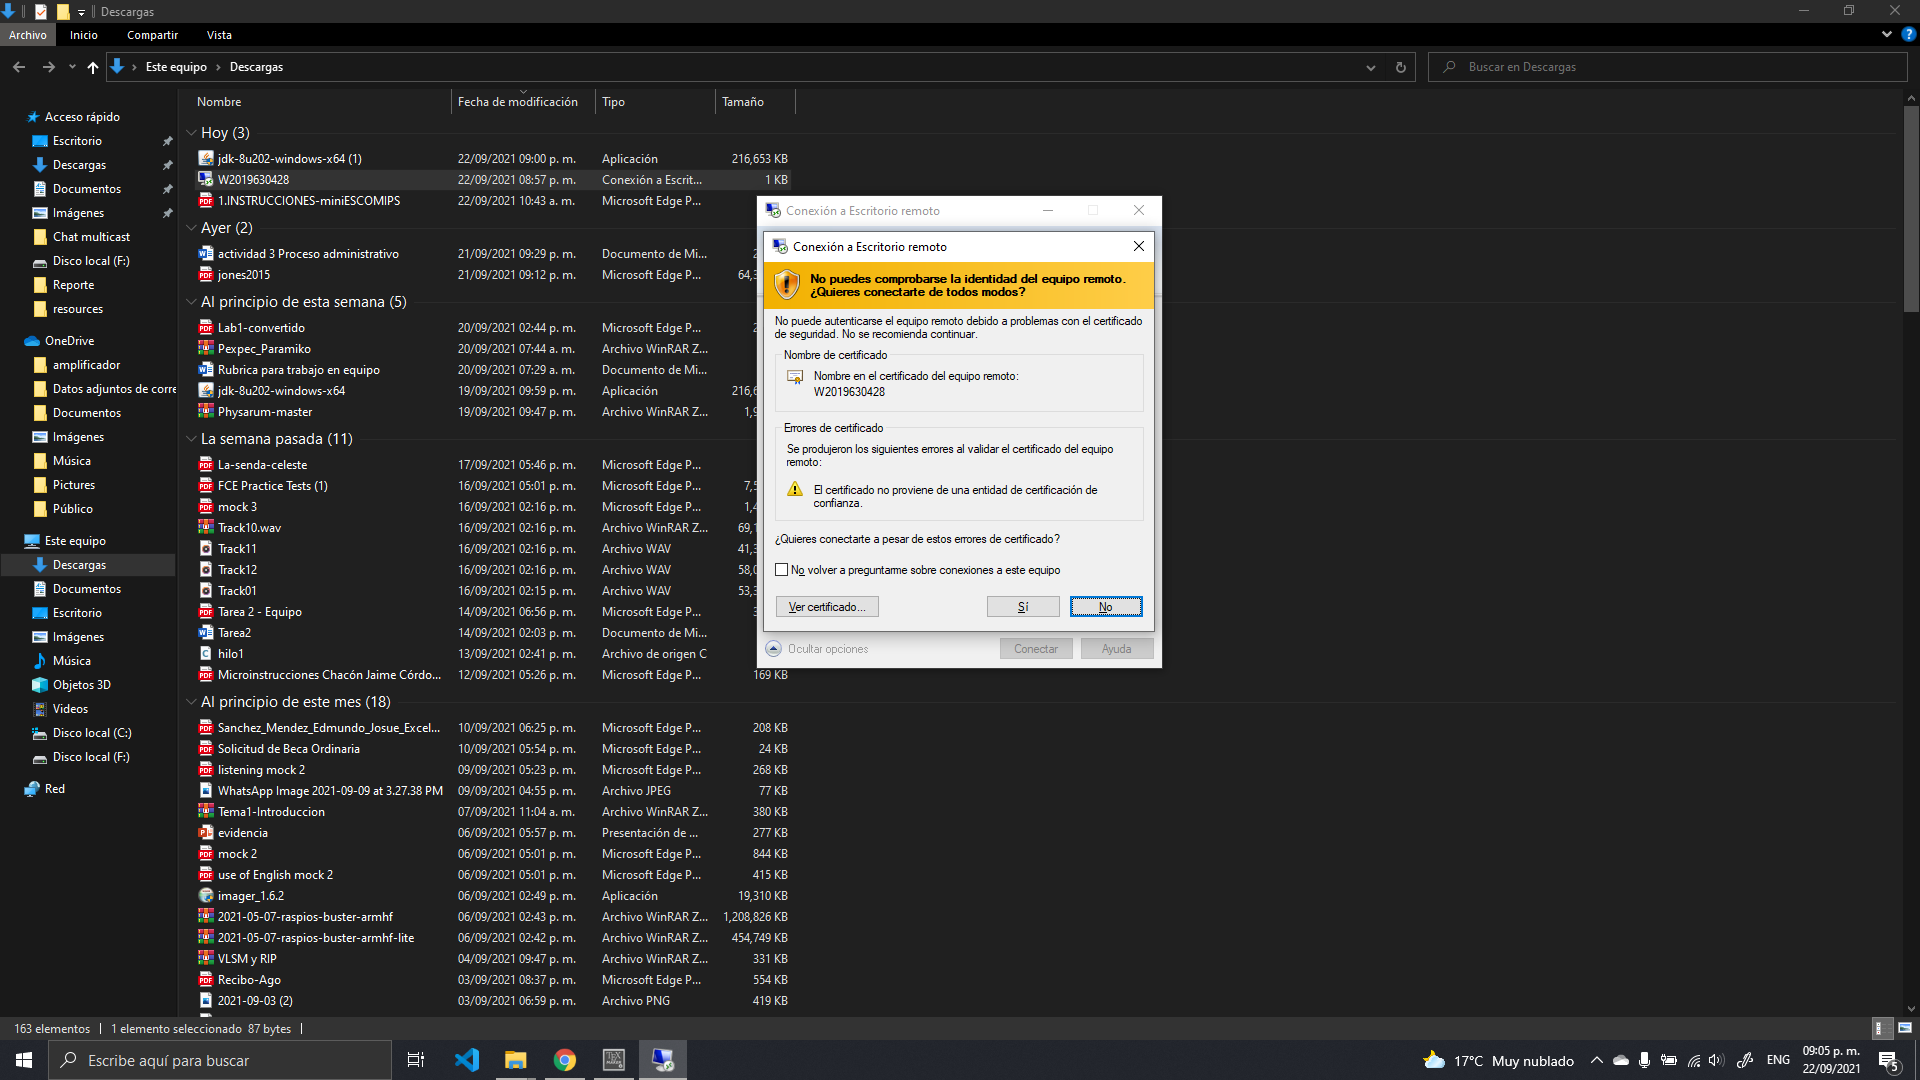 Descargas
Archivo Inicio Compartir Vista
Este equipo Descargas
Buscar en Descargas
Nombre Fecha de modificación Tipo Tamaño
Acceso rápido
Escritorio
Descargas
Documentos
Imágenes
Chat multicast
Disco local (F:)
Reporte
resources
OneDrive
amplificador
Datos adjuntos de corre
Documentos
Imágenes
Música
Pictures
Público
Este equipo
Descargas
Documentos
Escritorio
Imágenes
Música
Objetos 3D
Videos
Disco local (C:)
Disco local (F:)
Red
Hoy (3)
jdk-8u202-windows-x64 (1) 22/09/2021 09:00 p. m. Aplicación 216,653 KB
W2019630428 22/09/2021 08:57 p. m. Conexión a Escrit... 1 KB
1.INSTRUCCIONES-miniESCOMIPS 22/09/2021 10:43 a. m. Microsoft Edge P...
Ayer (2)
actividad 3 Proceso administrativo 21/09/2021 09:29 p. m. Documento de Mi...
jones2015 21/09/2021 09:12 p. m. Microsoft Edge P... 64,3
Al principio de esta semana (5)
Lab1-convertido 20/09/2021 02:44 p. m. Microsoft Edge P...
Pexpec_Paramiko 20/09/2021 07:44 a. m. Archivo WinRAR Z...
Rubrica para trabajo en equipo 20/09/2021 07:29 a. m. Documento de Mi...
jdk-8u202-windows-x64 19/09/2021 09:59 p. m. Aplicación 216,6
Physarum-master 19/09/2021 09:47 p. m. Archivo WinRAR Z... 1,9
La semana pasada (11)
La-senda-celeste 17/09/2021 05:46 p. m. Microsoft Edge P...
FCE Practice Tests (1) 16/09/2021 05:01 p. m. Microsoft Edge P... 7,5
mock 3 16/09/2021 02:16 p. m. Microsoft Edge P... 1,4
Track10.wav 16/09/2021 02:16 p. m. Archivo WinRAR Z... 69,1
Track11 16/09/2021 02:16 p. m. Archivo WAV 41,3
Track12 16/09/2021 02:16 p. m. Archivo WAV 58,0
Track01 16/09/2021 02:15 p. m. Archivo WAV 53,3
Tarea 2 - Equipo 14/09/2021 06:56 p. m. Microsoft Edge P...
Tarea2 14/09/2021 02:03 p. m. Documento de Mi...
hilo1 13/09/2021 02:41 p. m. Archivo de origen C
Microinstrucciones Chacón Jaime Córdo... 12/09/2021 05:26 p. m. Microsoft Edge P... 169 KB
Al principio de este mes (18)
Sanchez_Mendez_Edmundo_Josue_Excel... 10/09/2021 06:25 p. m. Microsoft Edge P... 208 KB
Solicitud de Beca Ordinaria 10/09/2021 05:54 p. m. Microsoft Edge P... 24 KB
listening mock 2 09/09/2021 05:23 p. m. Microsoft Edge P... 268 KB
WhatsApp Image 2021-09-09 at 3.27.38 PM 09/09/2021 04:55 p. m. Archivo JPEG 77 KB
Tema1-Introduccion 07/09/2021 11:04 a. m. Archivo WinRAR Z... 380 KB
evidencia 06/09/2021 05:57 p. m. Presentación de ... 277 KB
mock 2 06/09/2021 05:01 p. m. Microsoft Edge P... 844 KB
use of English mock 2 06/09/2021 05:01 p. m. Microsoft Edge P... 415 KB
imager_1.6.2 06/09/2021 02:49 p. m. Aplicación 19,310 KB
2021-05-07-raspios-buster-armhf 06/09/2021 02:43 p. m. Archivo WinRAR Z... 1,208,826 KB
2021-05-07-raspios-buster-armhf-lite 06/09/2021 02:42 p. m. Archivo WinRAR Z... 454,749 KB
VLSM y RIP 04/09/2021 09:47 p. m. Archivo WinRAR Z... 331 KB
Recibo-Ago 03/09/2021 08:37 p. m. Microsoft Edge P... 554 KB
2021-09-03 (2) 03/09/2021 06:59 p. m. Archivo PNG 419 KB
Conexión a Escritorio remoto
Conexión a Escritorio remoto
No puedes comprobarse la identidad del equipo remoto.
¿Quieres conectarte de todos modos?
No puede autenticarse el equipo remoto debido a problemas con el certificado
de seguridad. No se recomienda continuar.
Nombre de certificado
Nombre en el certificado del equipo remoto:
W2019630428
Errores de certificado
Se produjeron los siguientes errores al validar el certificado del equipo
remoto:
El certificado no proviene de una entidad de certificación de
confianza.
¿Quieres conectarte a pesar de estos errores de certificado?
No volver a preguntarme sobre conexiones a este equipo
Ver certificado... Sí No
Ocultar opciones Conectar Ayuda
163 elementos 1 elemento seleccionado 87 bytes
Escribe aquí para buscar
17°C Muy nublado
ENG
09:05 p. m.
22/09/2021
5